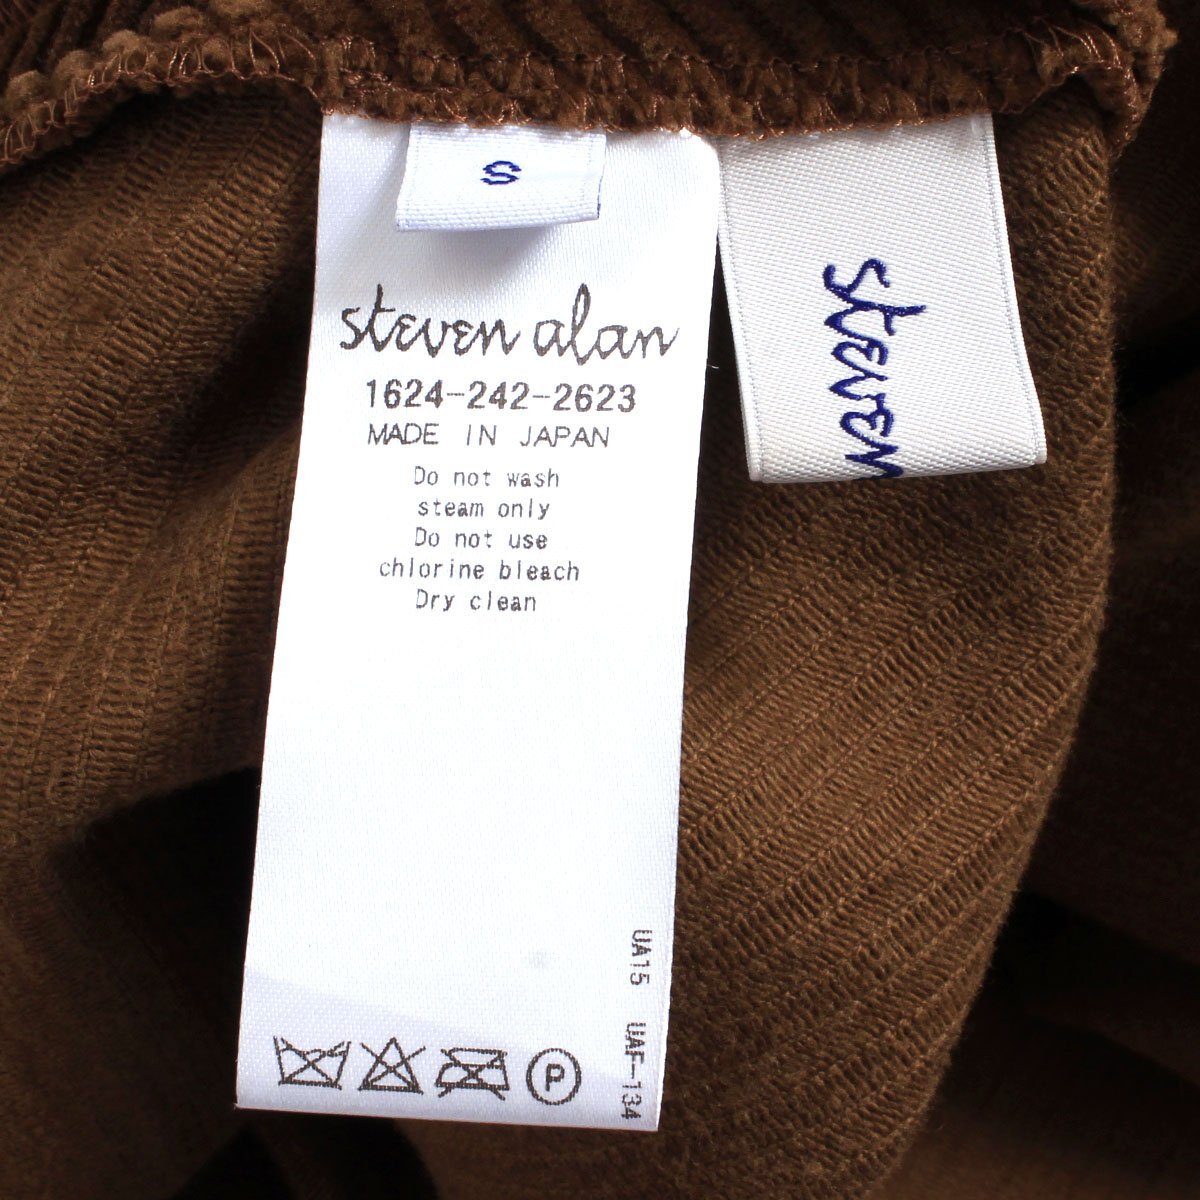 S
steven alan
1624-242-2623
MADE IN JAPAN
Do not wash
steam only
Do not use
chlorine bleach
Dry clean
UA15 UAF-134
P
steven